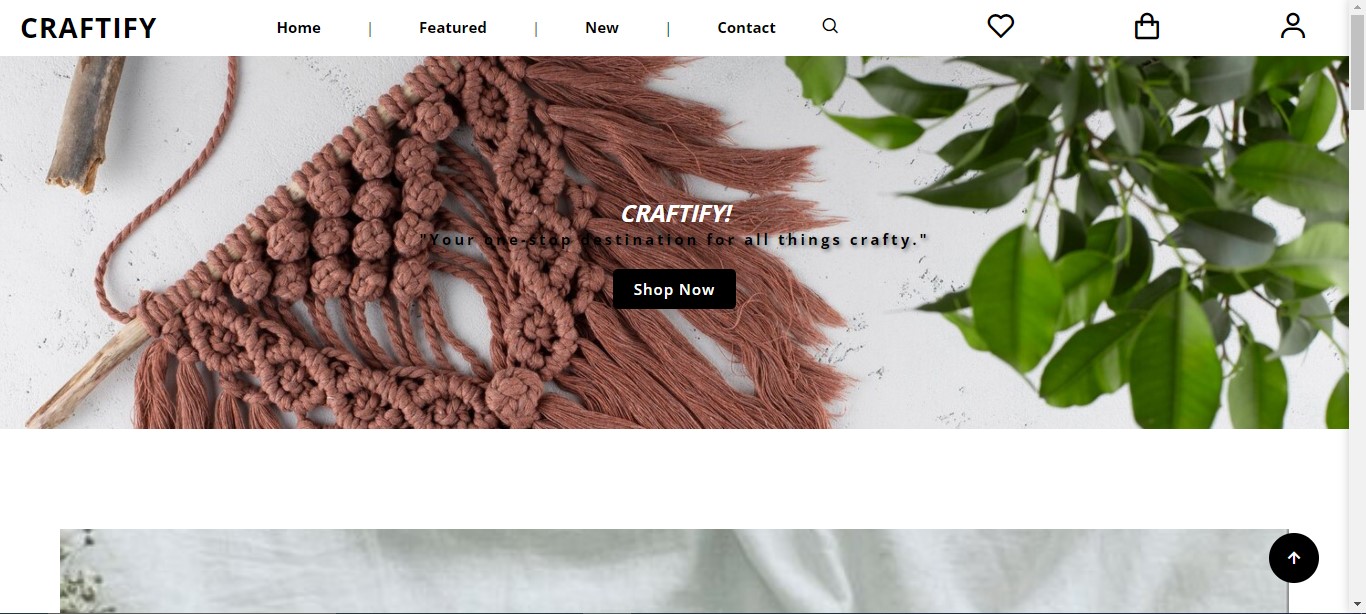 CRAFTIFY
Home | Featured | New | Contact
CRAFTIFY!
"Your one-stop destination for all things crafty."
Shop Now